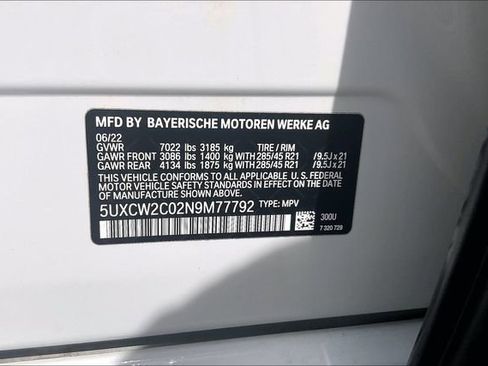 MFD BY BAYERISCHE MOTOREN WERKE AG
06/22
GVWR 7022 lbs 3185 kg TIRE / RIM
GAWR FRONT 3086 lbs 1400 kg WITH 285/45 R21 /9.5J x 21
GAWR REAR 4134 lbs 1875 kg WITH 285/45 R21 /9.5J x 21
THIS VEHICLE CONFORMS TO ALL APPLICABLE
U.S. FEDERAL MOTOR VEHICLE SAFETY STANDARDS
IN EFFECT ON THE DATE OF MANUFACTURE SHOWN ABOVE.
5UXCW2C02N9M77792 TYPE: MPV
300U
7 320 729